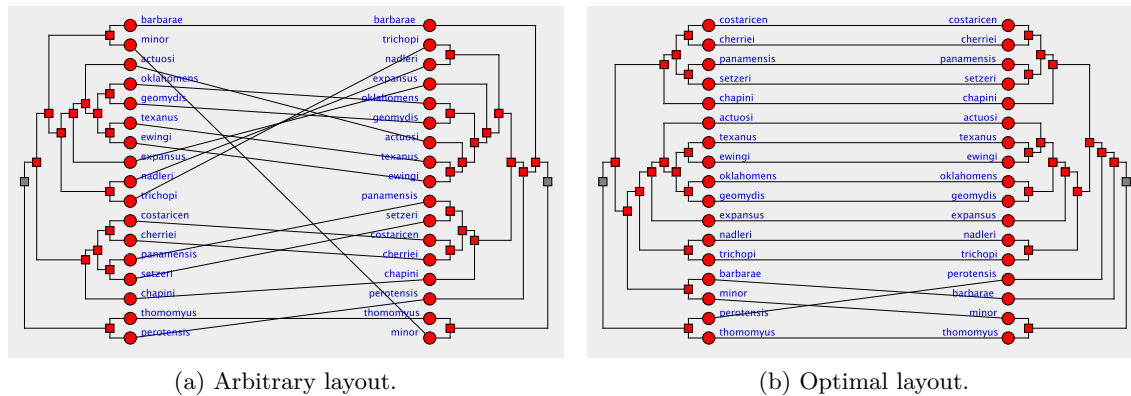 barbarae
minor
actuosi
oklahomens
geomydis
texanus
ewingi
expansus
nadleri
trichopi
costaricen
cherriei
panamensis
setzeri
chapini
thomomyus
perotensis
barbarae
trichopi
nadleri
expansus
oklahomens
geomydis
actuosi
texanus
ewingi
panamensis
setzeri
costaricen
cherriei
chapini
perotensis
thomomyus
minor
(a) Arbitrary layout.
costaricen
cherriei
panamensis
setzeri
chapini
actuosi
texanus
ewingi
oklahomens
geomydis
expansus
nadleri
trichopi
barbarae
minor
perotensis
thomomyus
costaricen
cherriei
panamensis
setzeri
chapini
actuosi
texanus
ewingi
oklahomens
geomydis
expansus
nadleri
trichopi
perotensis
barbarae
minor
thomomyus
(b) Optimal layout.